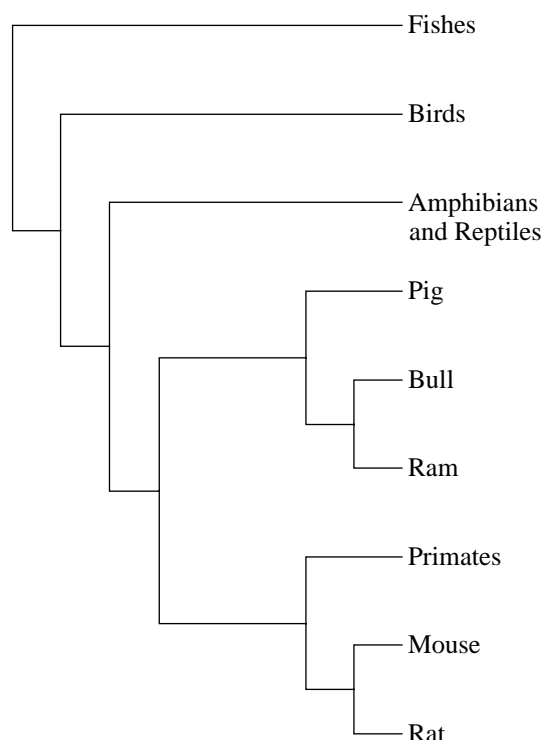 Fishes
Birds
Amphibians
and Reptiles
Pig
Bull
Ram
Primates
Mouse
Rat